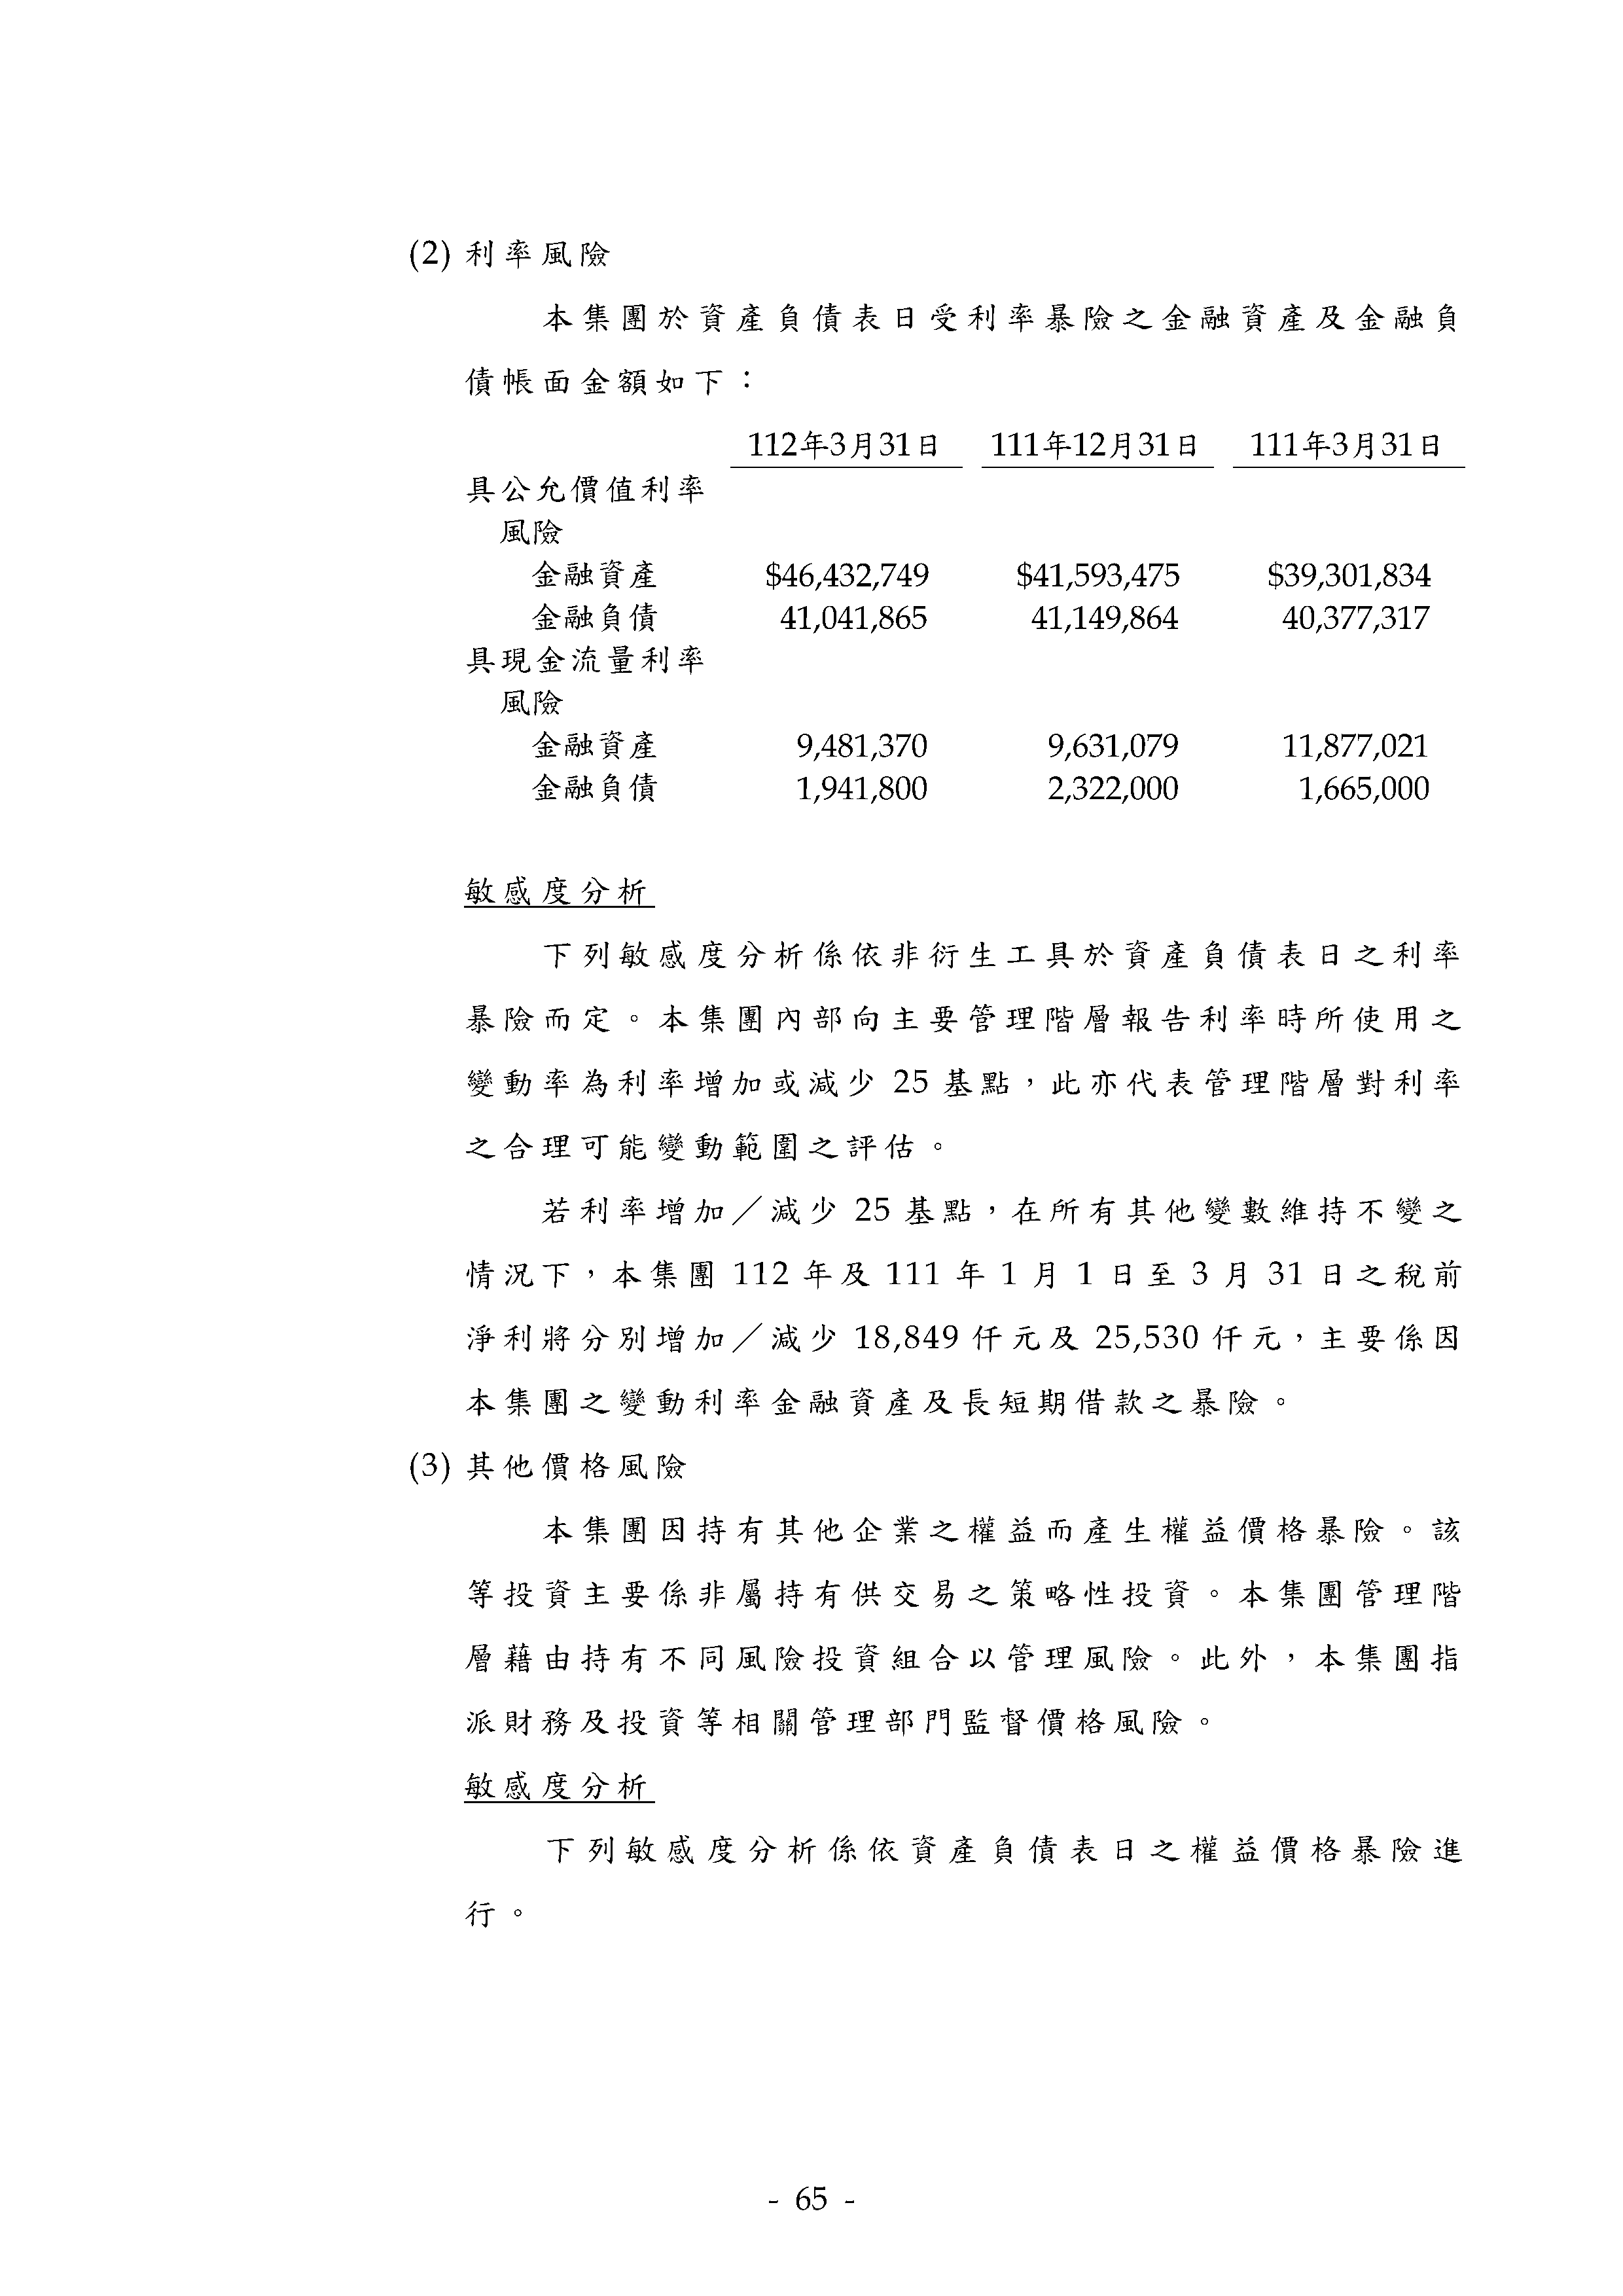 (2) 利率風險
本集團於資產負債表日受利率暴險之金融資產及金融負
債帳面金額如下：
112年3月31日 111年12月31日 111年3月31日
具公允價值利率
風險
金融資產 $46,432,749 $41,593,475 $39,301,834
金融負債 41,041,865 41,149,864 40,377,317
具現金流量利率
風險
金融資產 9,481,370 9,631,079 11,877,021
金融負債 1,941,800 2,322,000 1,665,000
敏感度分析
下列敏感度分析係依非衍生工具於資產負債表日之利率
暴險而定。本集團內部向主要管理階層報告利率時所使用之
變動率為利率增加或減少 25 基點，此亦代表管理階層對利率
之合理可能變動範圍之評估。
若利率增加／減少 25 基點，在所有其他變數維持不變之
情況下，本集團 112 年及 111 年 1 月 1 日至 3 月 31 日之稅前
淨利將分別增加／減少 18,849 仟元及 25,530 仟元，主要係因
本集團之變動利率金融資產及長短期借款之暴險。
(3) 其他價格風險
本集團因持有其他企業之權益而產生權益價格暴險。該
等投資主要係非屬持有供交易之策略性投資。本集團管理階
層藉由持有不同風險投資組合以管理風險。此外，本集團指
派財務及投資等相關管理部門監督價格風險。
敏感度分析
下列敏感度分析係依資產負債表日之權益價格暴險進
行。
- 65 -